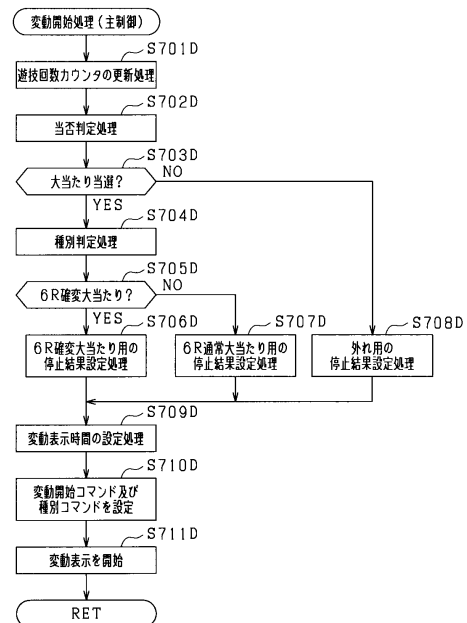 変動開始処理(主制御)
S701D
遊技回数カウンタの更新処理
S702D
当否判定処理
S703D
大当たり当選?
NO
YES
S704D
種別判定処理
S705D
6R確変大当たり?
NO
YES
S706D
6R確変大当たり用の
停止結果設定処理
S707D
6R通常大当たり用の
停止結果設定処理
S708D
外れ用の
停止結果設定処理
S709D
変動表示時間の設定処理
S710D
変動開始コマンド及び
種別コマンドを設定
S711D
変動表示を開始
RET